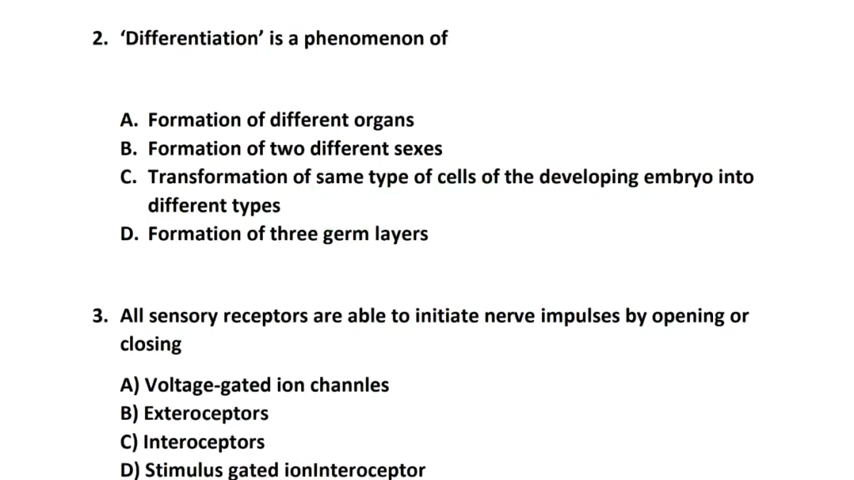 2. ‘Differentiation’ is a phenomenon of
A. Formation of different organs
B. Formation of two different sexes
C. Transformation of same type of cells of the developing embryo into
different types
D. Formation of three germ layers
3. All sensory receptors are able to initiate nerve impulses by opening or
closing
A) Voltage-gated ion channles
B) Exteroceptors
C) Interoceptors
D) Stimulus gated ionInteroceptor